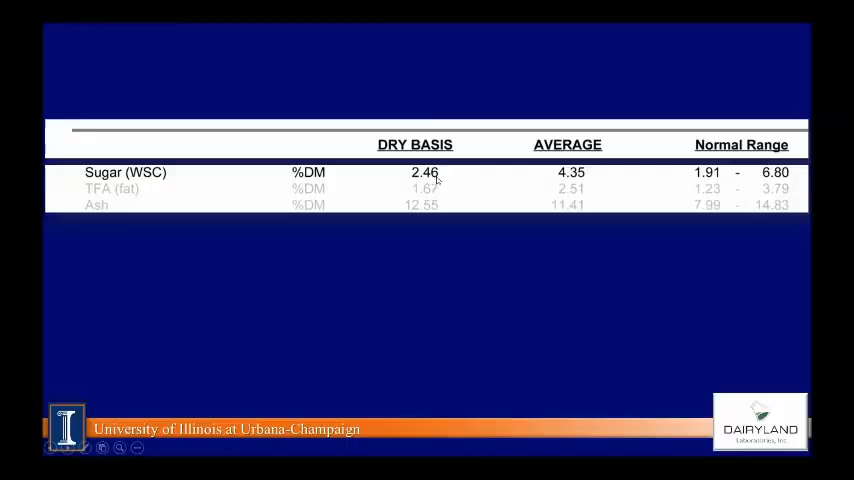 DRY BASIS AVERAGE Normal Range
Sugar (WSC) %DM 2.46 4.35 1.91 - 6.80
TFA (fat) %DM 1.67 2.51 1.23 - 3.79
Ash %DM 12.55 11.41 7.99 - 14.83
I University of Illinois at Urbana-Champaign
DAIRYLAND
Laboratories, Inc.